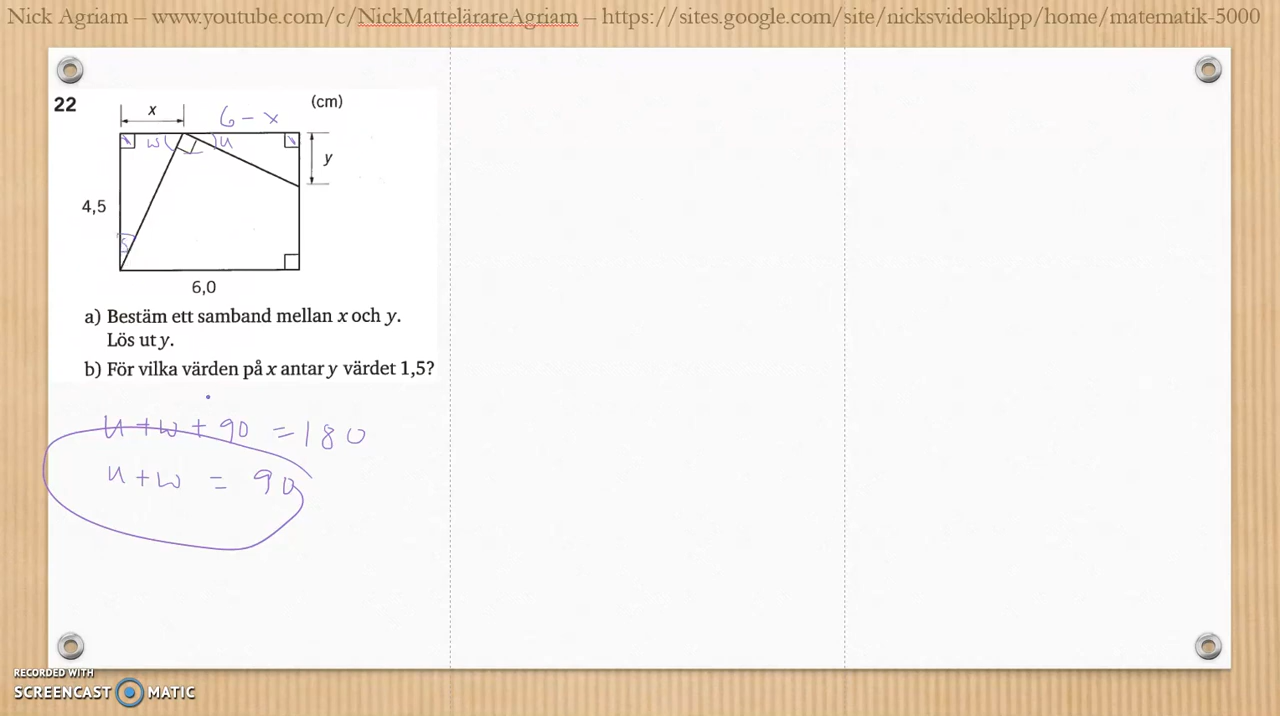 Nick Agriam – www.youtube.com/c/NickMattelärareAgriam – https://sites.google.com/site/nicksvideoklipp/home/matematik-5000
22
(cm)
x
6 - x
w
u
y
4,5
6,0
a) Bestäm ett samband mellan x och y.
Lös ut y.
b) För vilka värden på x antar y värdet 1,5?
u + w + 90 = 180
u + w = 90
RECORDED WITH
SCREENCAST MATIC